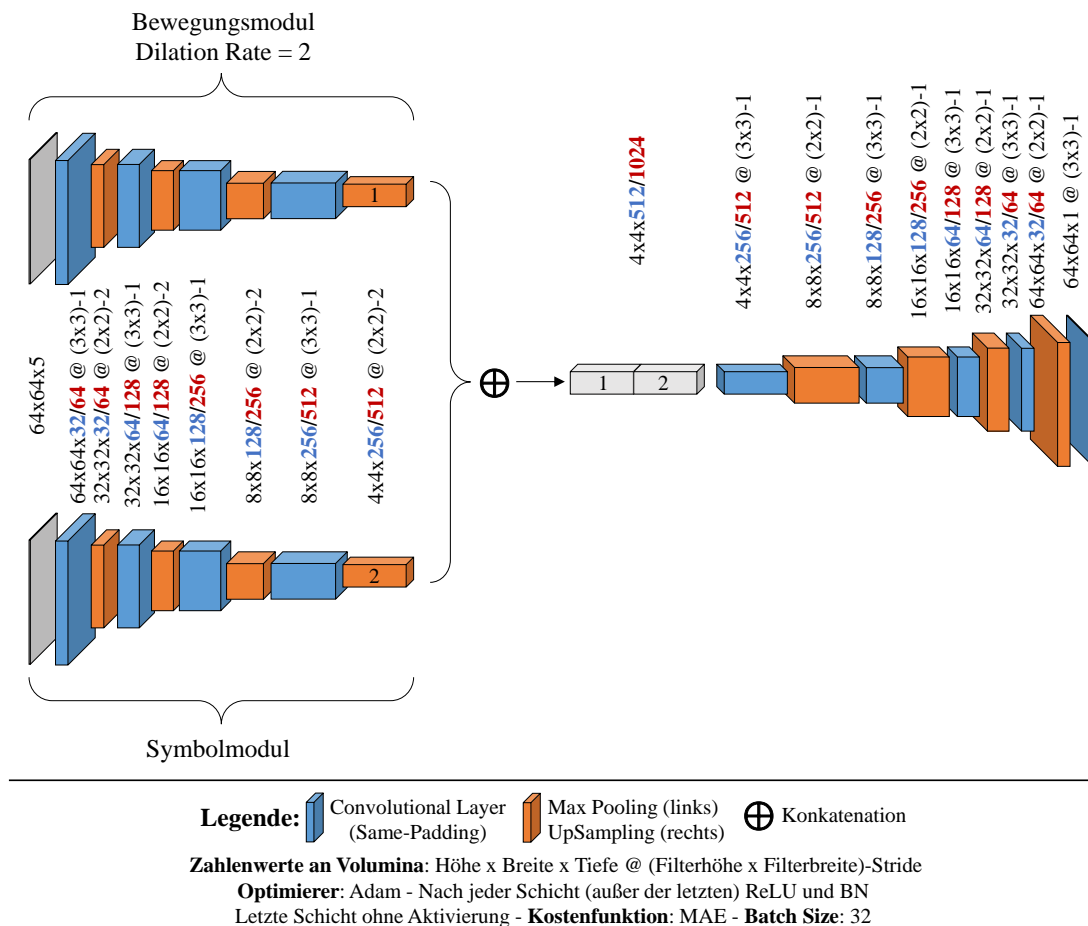 Bewegungsmodul
Dilation Rate = 2
1
64x64x5
64x64x32/64 @ (3x3)-1
32x32x32/64 @ (2x2)-2
32x32x64/128 @ (3x3)-1
16x16x64/128 @ (2x2)-2
16x16x128/256 @ (3x3)-1
8x8x128/256 @ (2x2)-2
8x8x256/512 @ (3x3)-1
4x4x256/512 @ (2x2)-2
2
Symbolmodul
1 2
4x4x512/1024
4x4x256/512 @ (3x3)-1
8x8x256/512 @ (2x2)-1
8x8x128/256 @ (3x3)-1
16x16x128/256 @ (2x2)-1
16x16x64/128 @ (3x3)-1
32x32x64/128 @ (2x2)-1
32x32x32/64 @ (3x3)-1
64x64x32/64 @ (2x2)-1
64x64x1 @ (3x3)-1
Legende: Convolutional Layer Max Pooling (links) Konkatenation
(Same-Padding) UpSampling (rechts)
Zahlenwerte an Volumina: Höhe x Breite x Tiefe @ (Filterhöhe x Filterbreite)-Stride
Optimierer: Adam - Nach jeder Schicht (außer der letzten) ReLU und BN
Letzte Schicht ohne Aktivierung - Kostenfunktion: MAE - Batch Size: 32